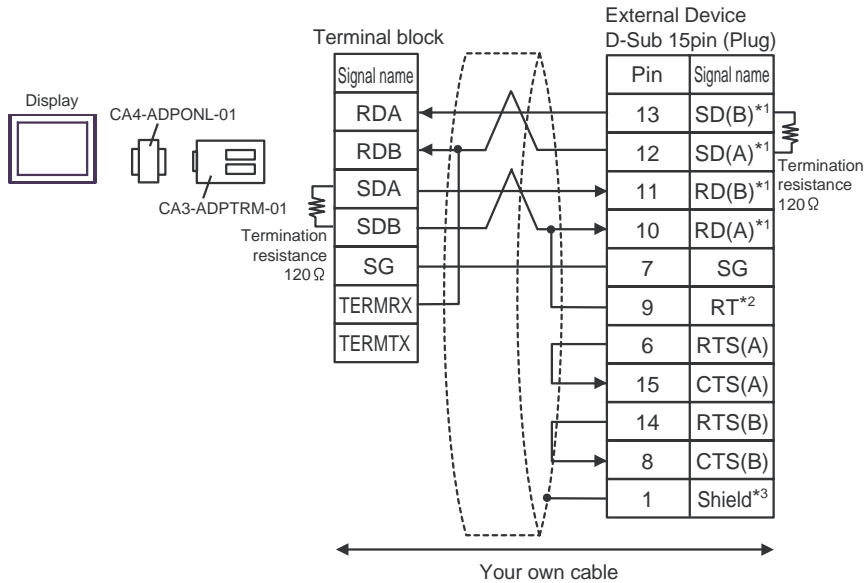 Display
CA4-ADPONL-01
CA3-ADPTRM-01
Terminal block
Signal name
RDA
RDB
SDA
SDB
SG
TERMRX
TERMTX
Termination
resistance
120Ω
External Device
D-Sub 15pin (Plug)
Pin Signal name
13 SD(B)*1
12 SD(A)*1
11 RD(B)*1
10 RD(A)*1
7 SG
9 RT*2
6 RTS(A)
15 CTS(A)
14 RTS(B)
8 CTS(B)
1 Shield*3
Termination
resistance
120Ω
Your own cable